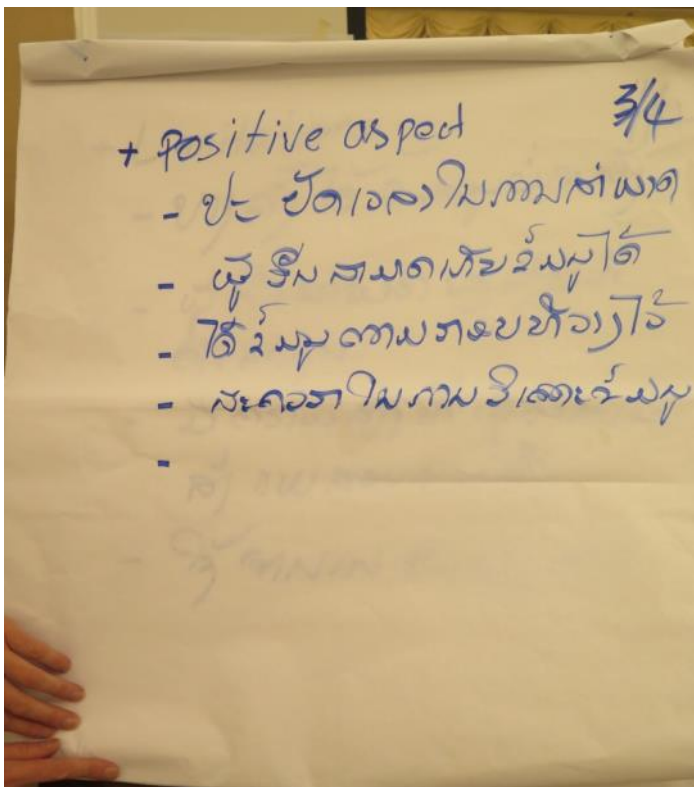 3/4
+ Positive aspect
- ປະ ຢັດເວລາໃນການສຳພາດ
- ຜູ້ອື່ນສາມາດເກັບຂໍ້ມູນໄດ້
- ໄດ້ຂໍ້ມູນຕາມກອບທີ່ວາງໄວ້
- ສະດວກໃນການວິເຄາະຂໍ້ມູນ
-